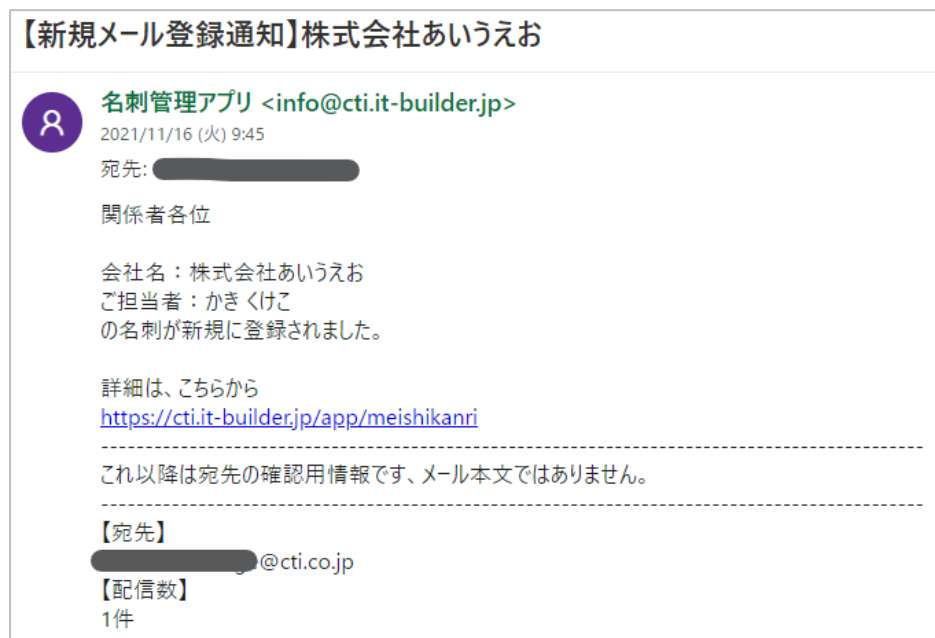 【新規メール登録通知】株式会社あいうえお
名刺管理アプリ <info@cti.it-builder.jp>
2021/11/16 (火) 9:45
宛先:
関係者各位
会社名：株式会社あいうえお
ご担当者：かき くけこ
の名刺が新規に登録されました。
詳細は、こちらから
https://cti.it-builder.jp/app/meishikanri
--------------------------------------------------------------------------------
これ以降は宛先の確認用情報です、メール本文ではありません。
--------------------------------------------------------------------------------
【宛先】
@cti.co.jp
【配信数】
1件